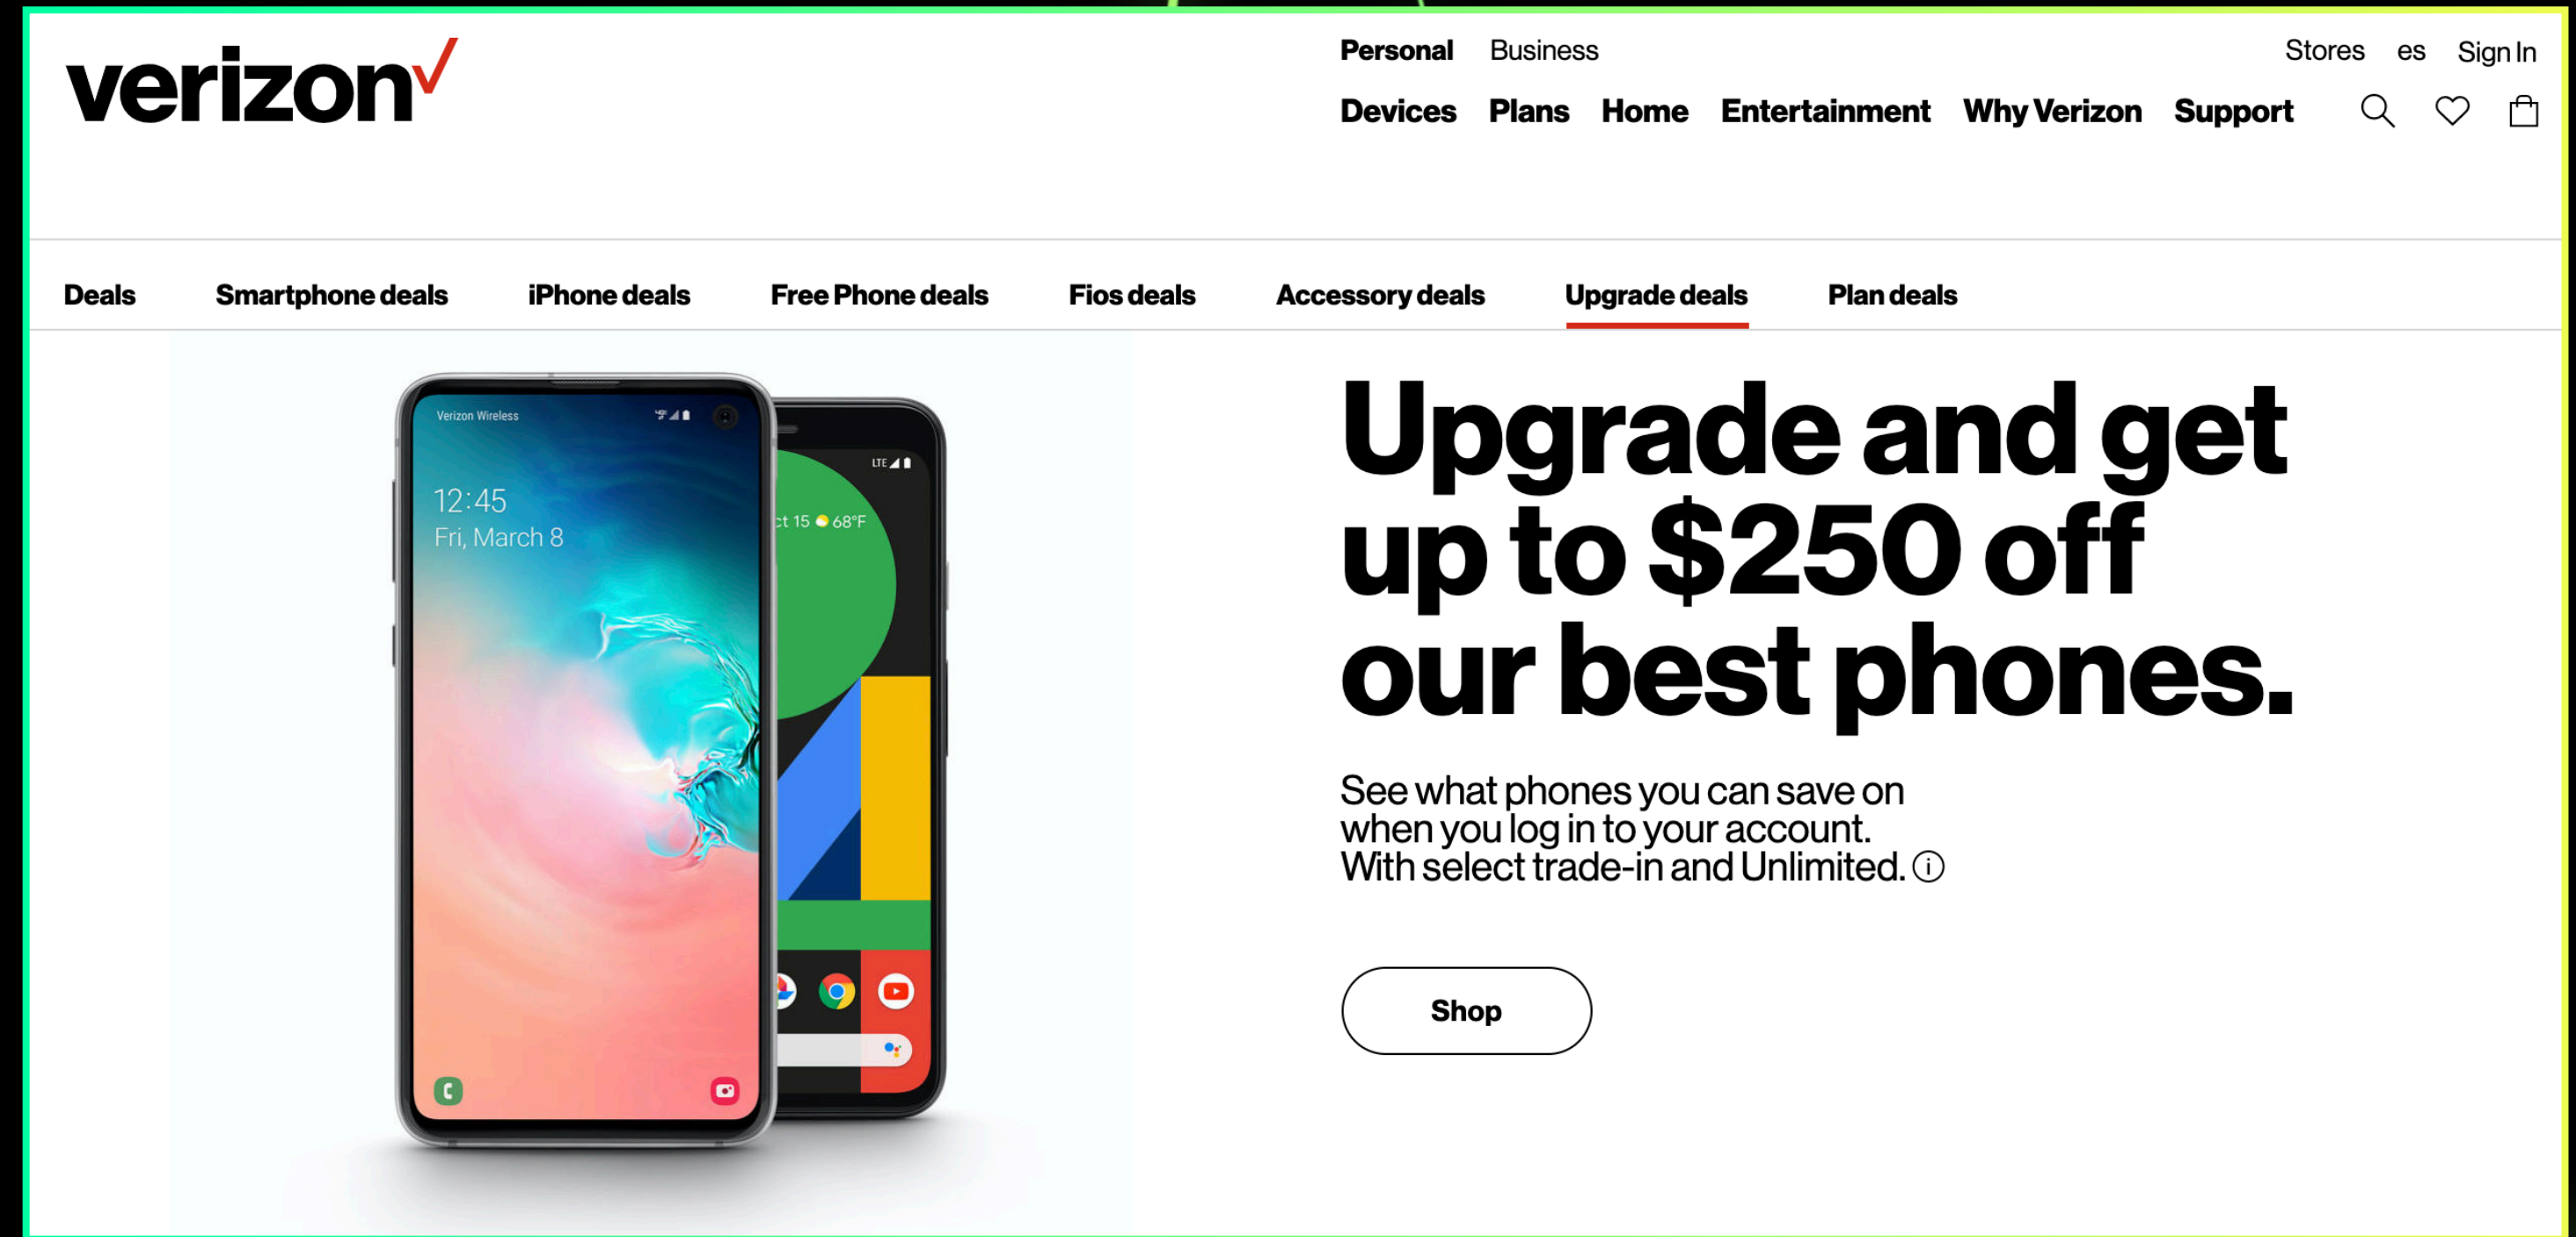 verizon
Personal Business
Stores es Sign In
Devices Plans Home Entertainment Why Verizon Support
Deals Smartphone deals iPhone deals Free Phone deals Fios deals Accessory deals Upgrade deals Plan deals
Verizon Wireless
12:45
Fri, March 8
LTE
ct 15 68°F
Upgrade and get
up to $250 off
our best phones.
See what phones you can save on
when you log in to your account.
With select trade-in and Unlimited.
Shop